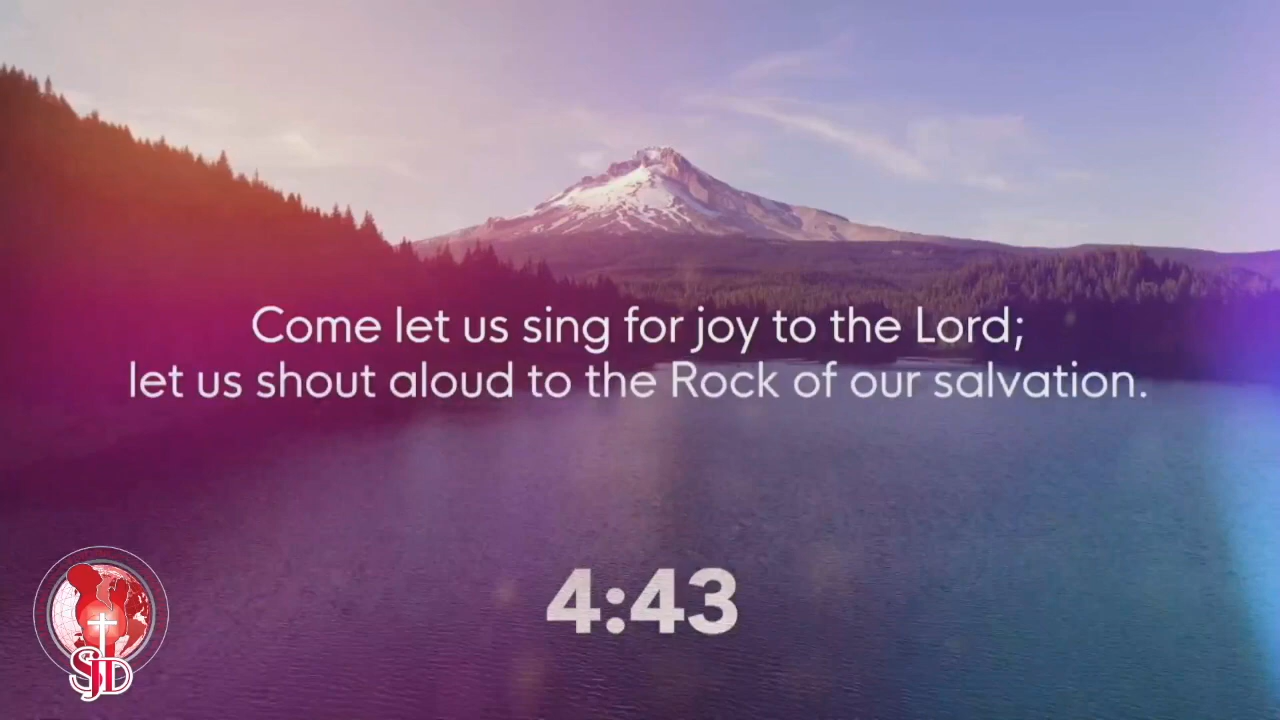 Come let us sing for joy to the Lord;
let us shout aloud to the Rock of our salvation.
4:43
SJD